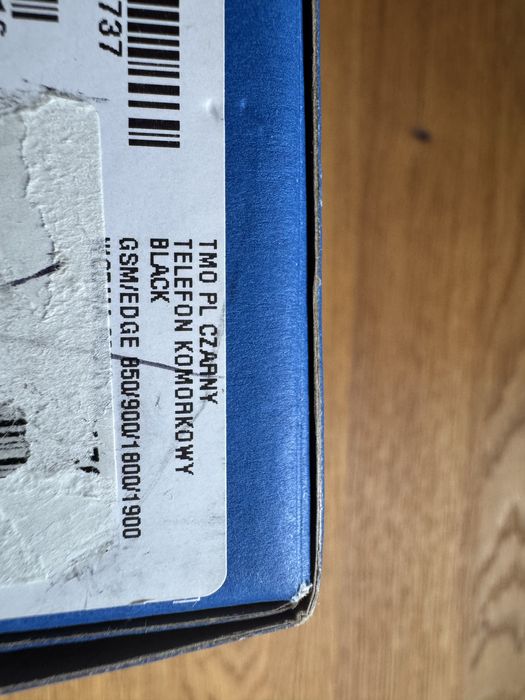 737
TMO PL CZARNY
TELEFON KOMORKOWY
BLACK
GSM/EDGE 850/900/1800/1900